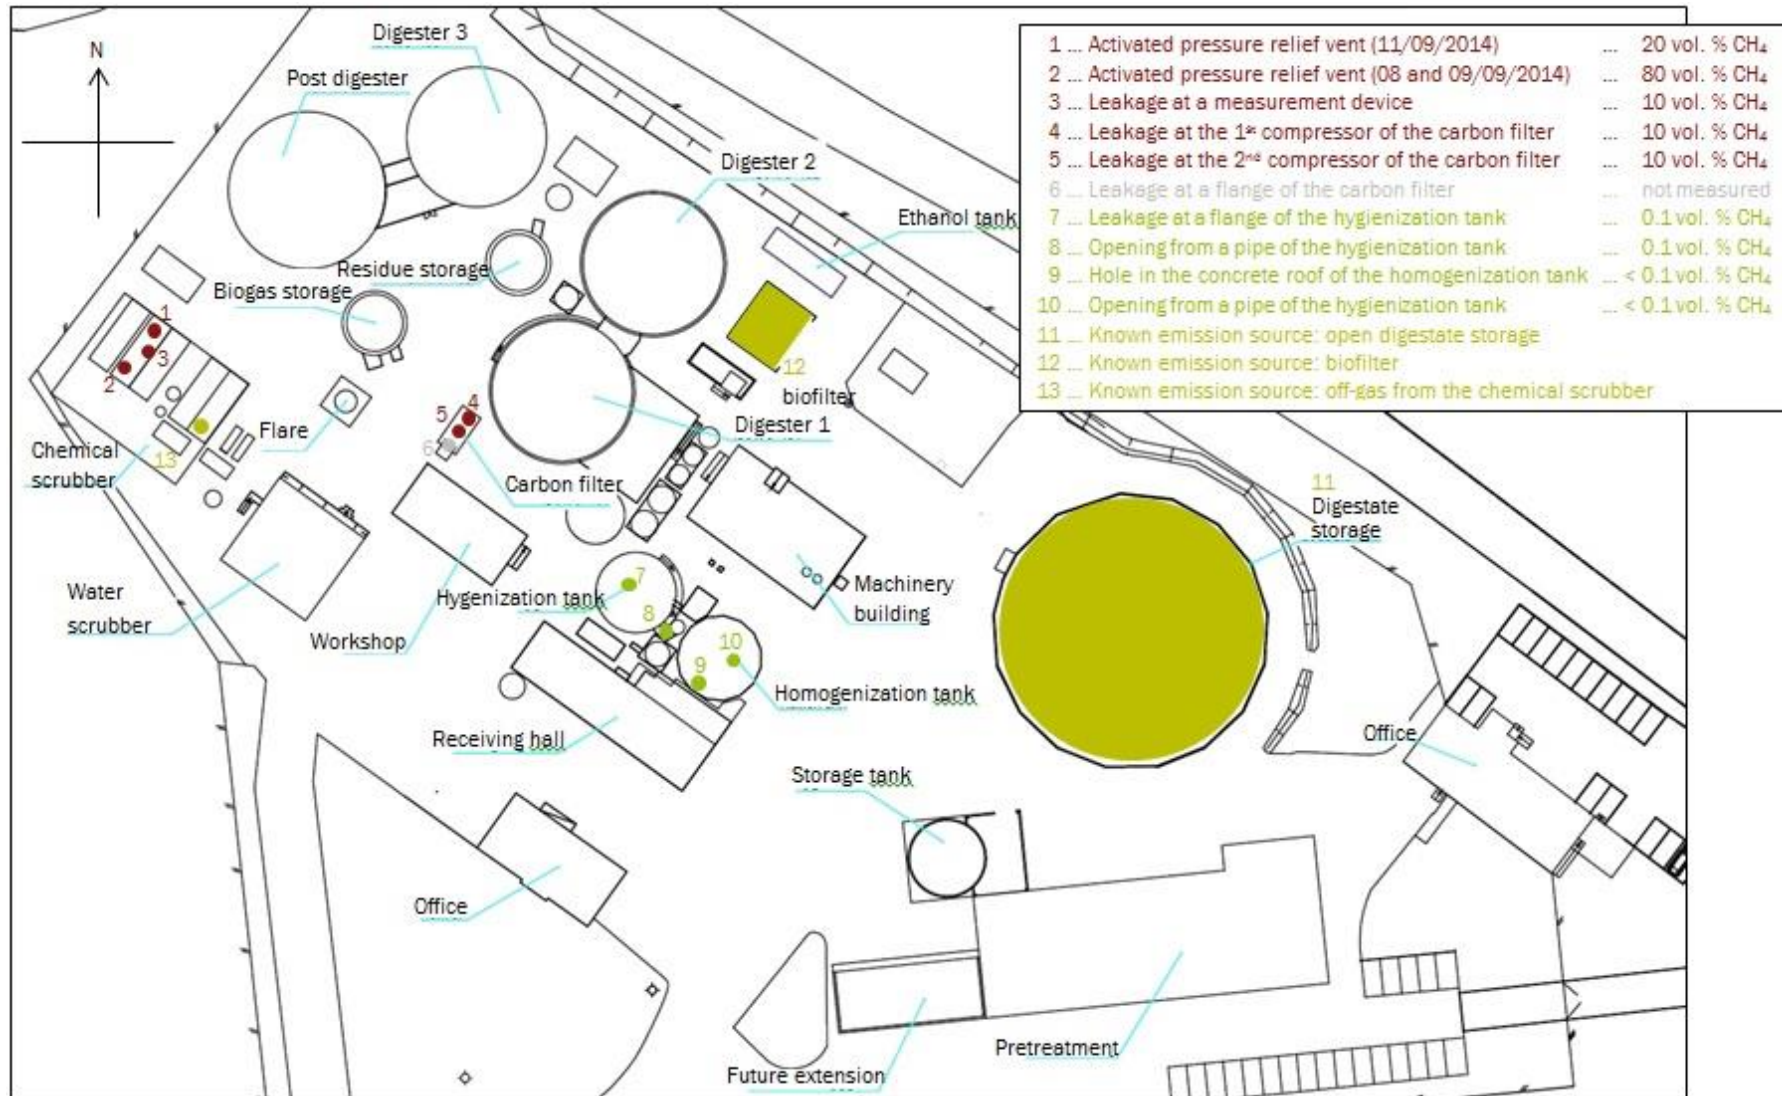 N
Digester 3
Post digester
Digester 2
Ethanol tank
Residue storage
Biogas storage
1
3
2
5 4
6
12
biofilter
Digester 1
Flare
Chemical
scrubber
13
Carbon filter
11
Digestate
storage
Water
scrubber
Workshop
Hygenization tank
7
8
Machinery
building
10
9
Homogenization tank
Receiving hall
Storage tank
Office
Office
Pretreatment
Future extension
1 ... Activated pressure relief vent (11/09/2014) ... 20 vol. % CH₄
2 ... Activated pressure relief vent (08 and 09/09/2014) ... 80 vol. % CH₄
3 ... Leakage at a measurement device ... 10 vol. % CH₄
4 ... Leakage at the 1ˢᵗ compressor of the carbon filter ... 10 vol. % CH₄
5 ... Leakage at the 2ⁿᵈ compressor of the carbon filter ... 10 vol. % CH₄
6 ... Leakage at a flange of the carbon filter ... not measured
7 ... Leakage at a flange of the hygienization tank ... 0.1 vol. % CH₄
8 ... Opening from a pipe of the hygienization tank ... 0.1 vol. % CH₄
9 ... Hole in the concrete roof of the homogenization tank ... < 0.1 vol. % CH₄
10 ... Opening from a pipe of the hygienization tank ... < 0.1 vol. % CH₄
11 ... Known emission source: open digestate storage
12 ... Known emission source: biofilter
13 ... Known emission source: off-gas from the chemical scrubber